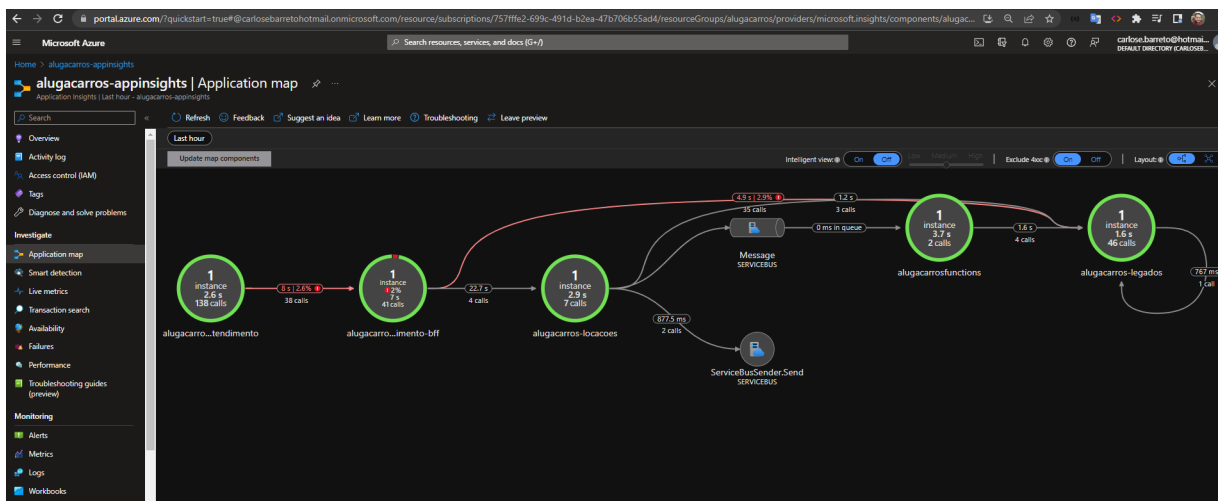 portal.azure.com/?quickstart=true#@carlosebarretohotmail.onmicrosoft.com/resource/subscriptions/757fffe2-699c-491d-b2ea-47b706b55ad4/resourceGroups/alugacarros/providers/microsoft.insights/components/alugac...
Microsoft Azure
Search resources, services, and docs (G+/)
carlose.barreto@hotmai...
DEFAULT DIRECTORY (CARLOSEB...
Home > alugacarros-appinsights
alugacarros-appinsights | Application map
Application Insights | Last hour - alugacarros-appinsights
Search
Refresh Feedback Suggest an idea Learn more Troubleshooting Leave preview
Overview
Activity log
Access control (IAM)
Tags
Diagnose and solve problems
Investigate
Application map
Smart detection
Live metrics
Transaction search
Availability
Failures
Performance
Troubleshooting guides
(preview)
Monitoring
Alerts
Metrics
Logs
Workbooks
Last hour
Update map components
Intelligent view: On Off Low Medium High Exclude 4xx On Off Layout:
1
instance
2.6 s
138 calls
alugacarro...tendimento
8 s | 2.6%
38 calls
1
instance
2%
7 s
41 calls
alugacarro...imento-bff
22.7 s
4 calls
1
instance
2.9 s
7 calls
alugacarros-locacoes
4.9 s | 2.9%
35 calls
1.2 s
3 calls
Message
SERVICEBUS
0 ms in queue
877.5 ms
2 calls
ServiceBusSender.Send
SERVICEBUS
1
instance
3.7 s
2 calls
alugacarrosfunctions
1.6 s
4 calls
1
instance
1.6 s
46 calls
alugacarros-legados
767 ms
1 call